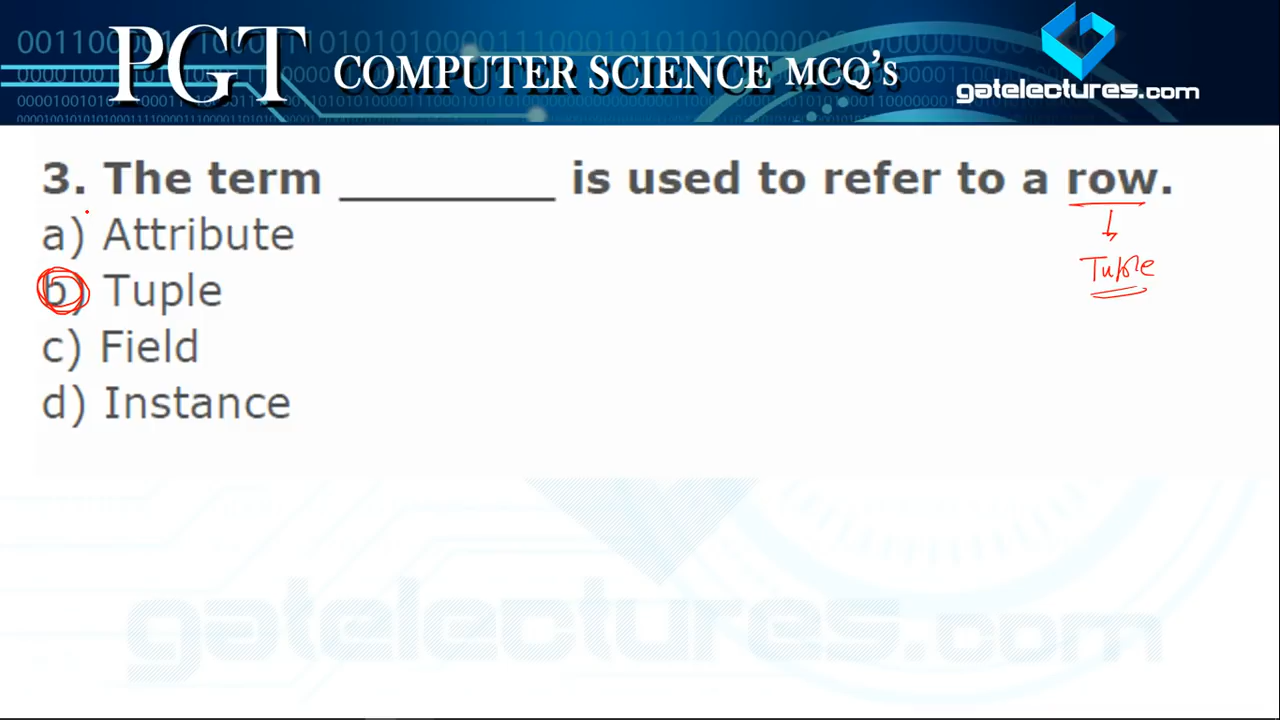 PGT COMPUTER SCIENCE MCQ's
gatelectures.com
3. The term ________ is used to refer to a row.
a) Attribute
b) Tuple
Tuple
c) Field
d) Instance
gatelectures.com